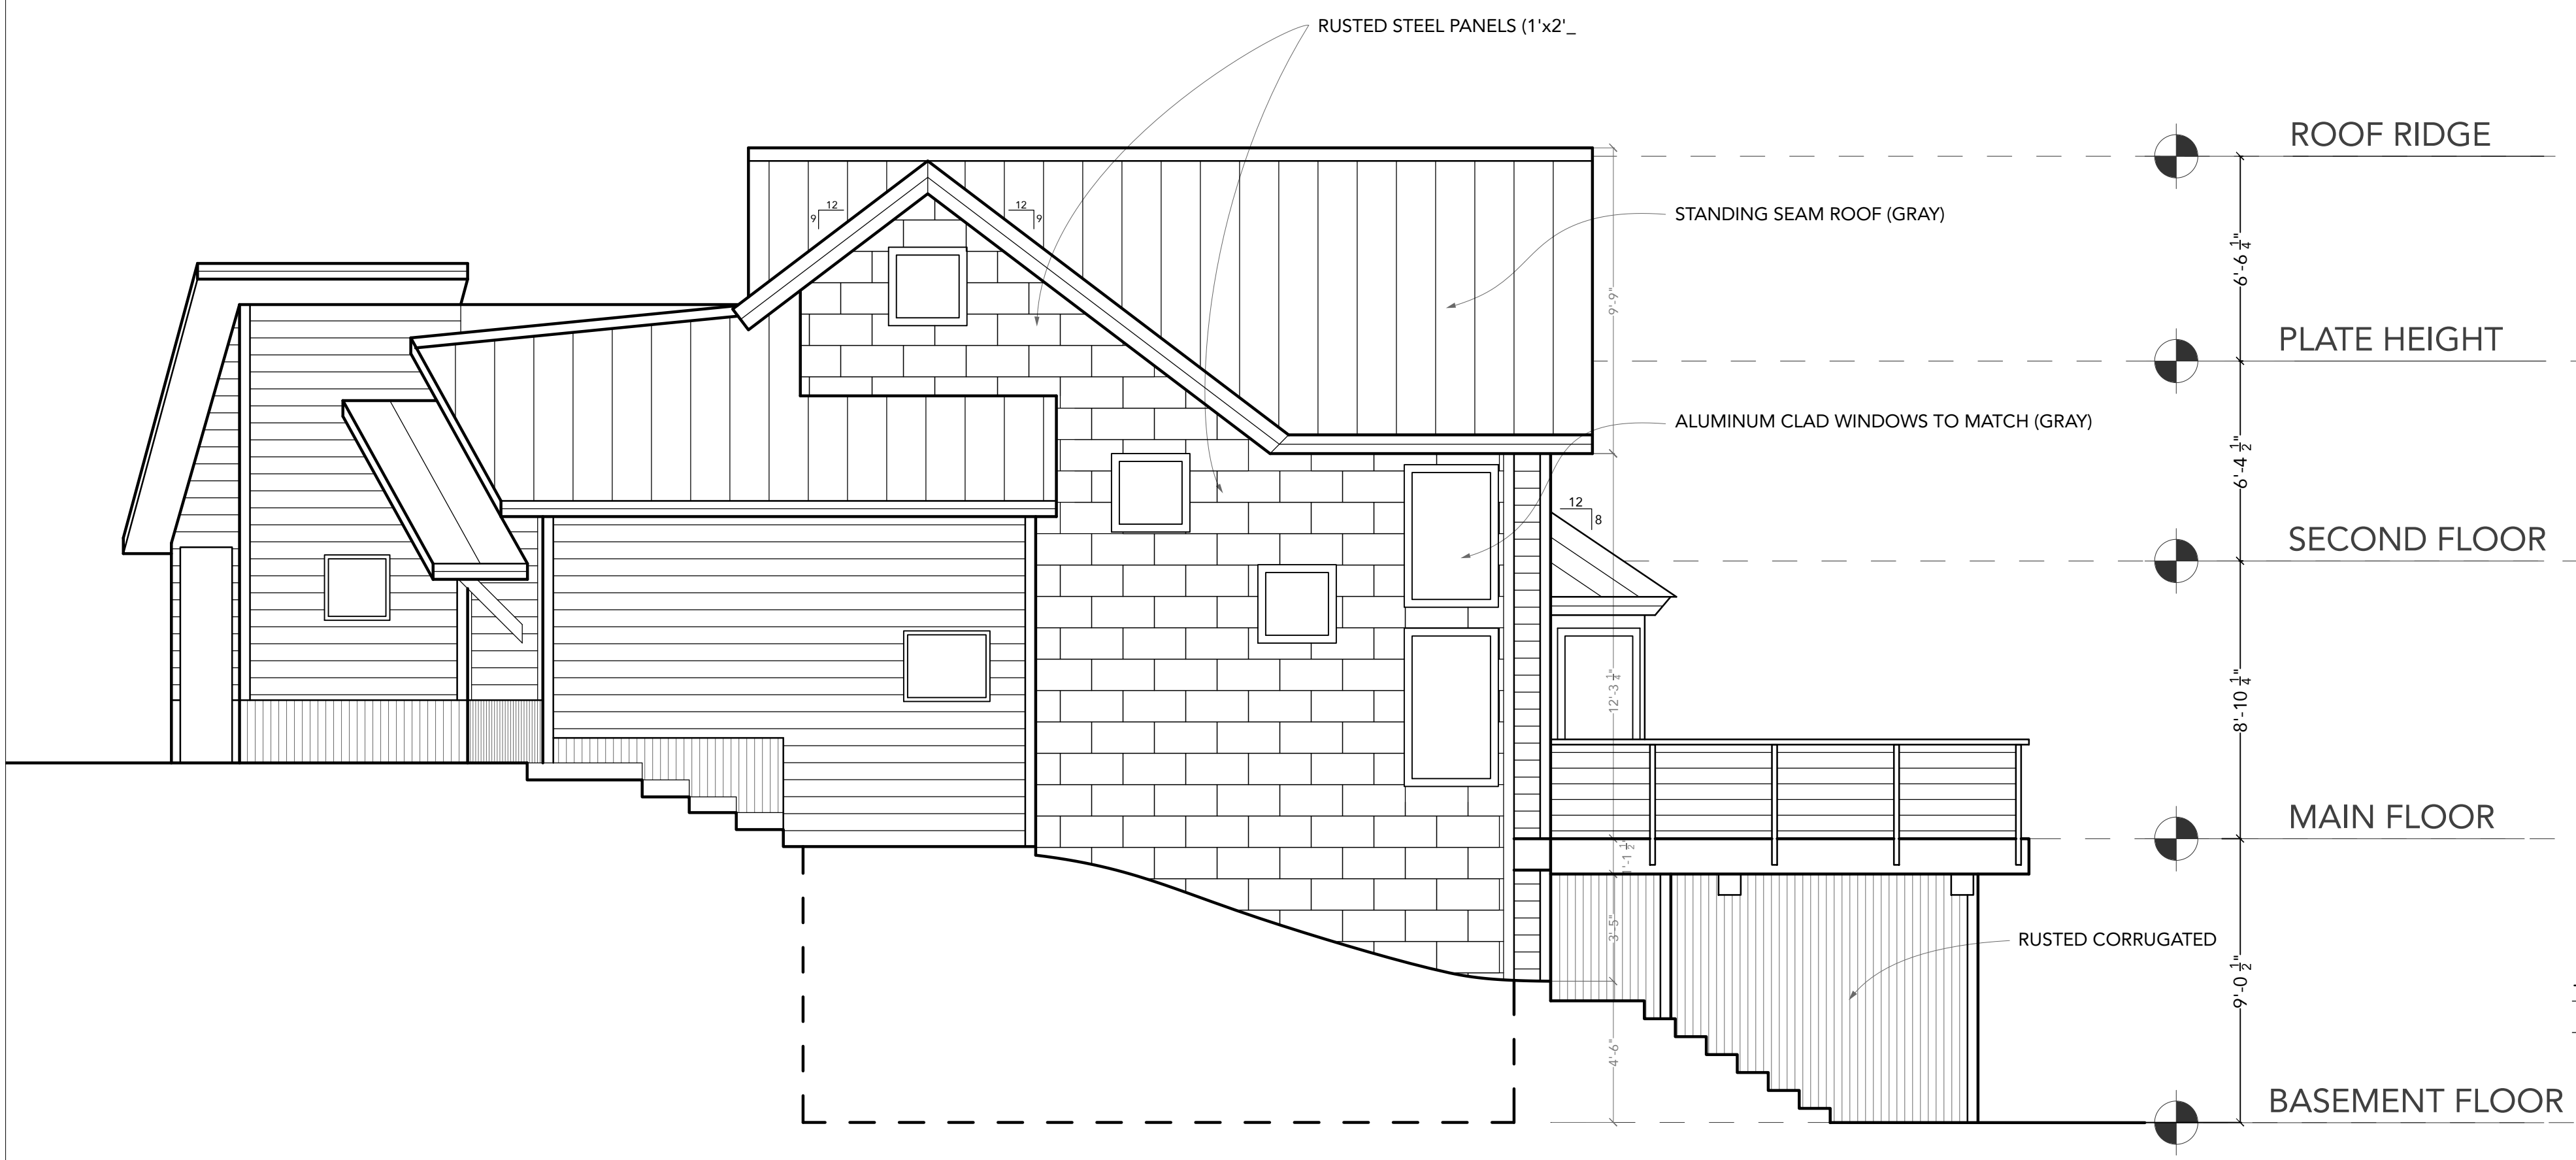 RUSTED STEEL PANELS (1'x2'_
ROOF RIDGE
12
9
12
9
STANDING SEAM ROOF (GRAY)
6'-6 1/4"
9'-9"
PLATE HEIGHT
ALUMINUM CLAD WINDOWS TO MATCH (GRAY)
6'-4 1/2"
12
8
SECOND FLOOR
12'-3 1/4"
8'-10 1/4"
MAIN FLOOR
1'-1 1/2"
3'-5"
RUSTED CORRUGATED
9'-0 1/2"
4'-6"
BASEMENT FLOOR